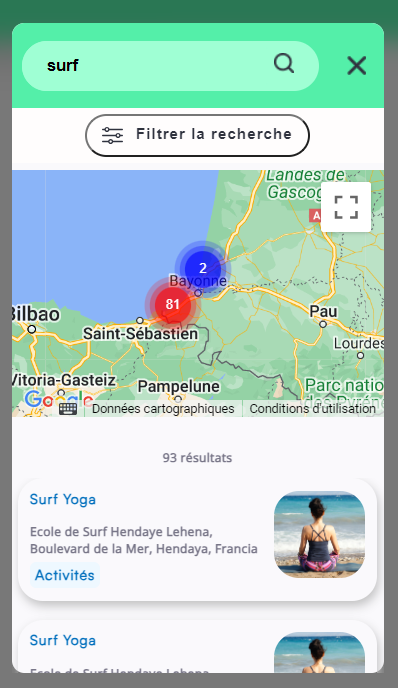 surf
Filtrer la recherche
Landes de
Gascog
A
2
Bayonne
81
Bilbao
Saint-Sébastien
Pau
Lourdes
Vitoria-Gasteiz
Pampelune
Parc natio
des Pyréné
Google
Données cartographiques
Conditions d'utilisation
93 résultats
Surf Yoga
Ecole de Surf Hendaye Lehena,
Boulevard de la Mer, Hendaya, Francia
Activités
Surf Yoga
Ecole de Surf Hendaye Lehena,